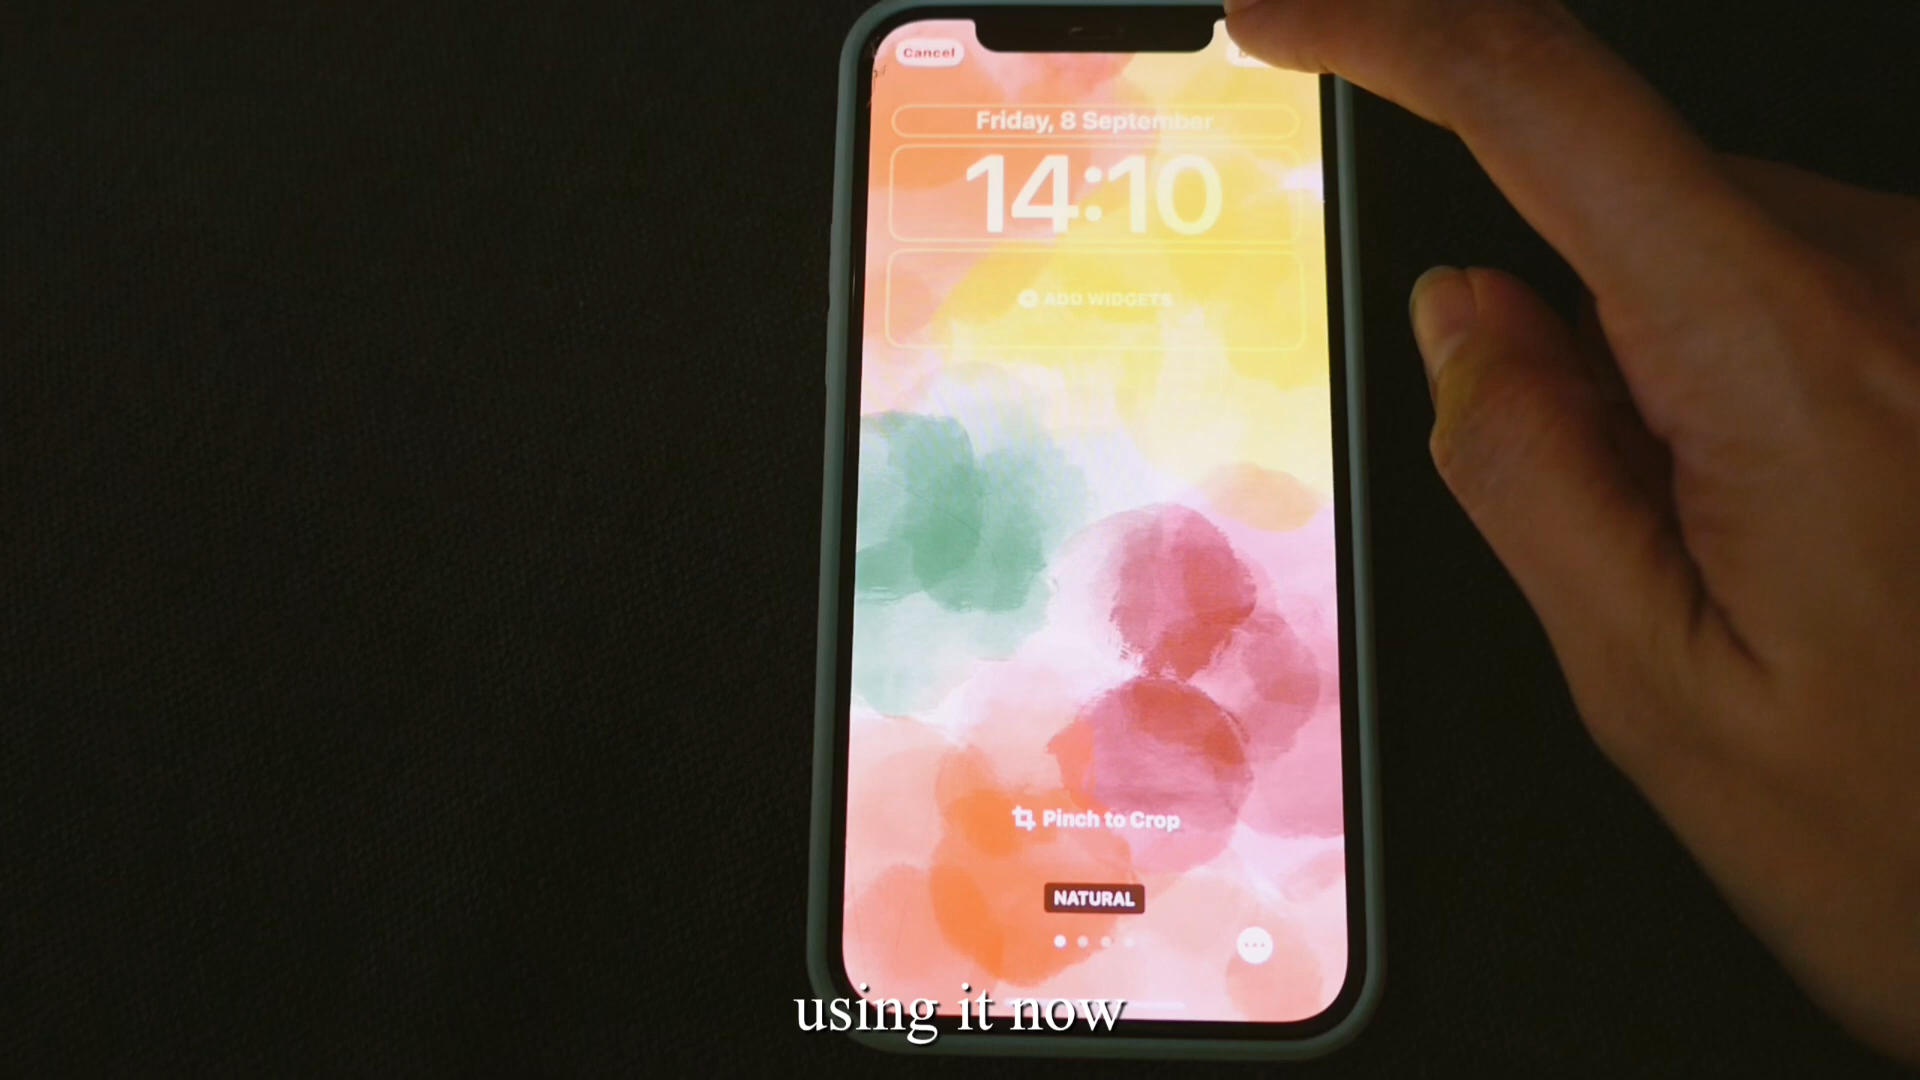 Cancel
Friday, 8 September
14:10
ADD WIDGETS
Pinch to Crop
NATURAL
using it now